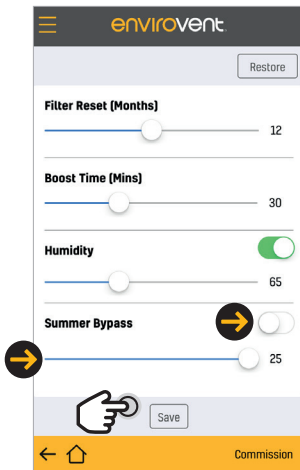 envirovent
Restore
Filter Reset (Months)
12
Boost Time (Mins)
30
Humidity
65
Summer Bypass
25
Save
Commission